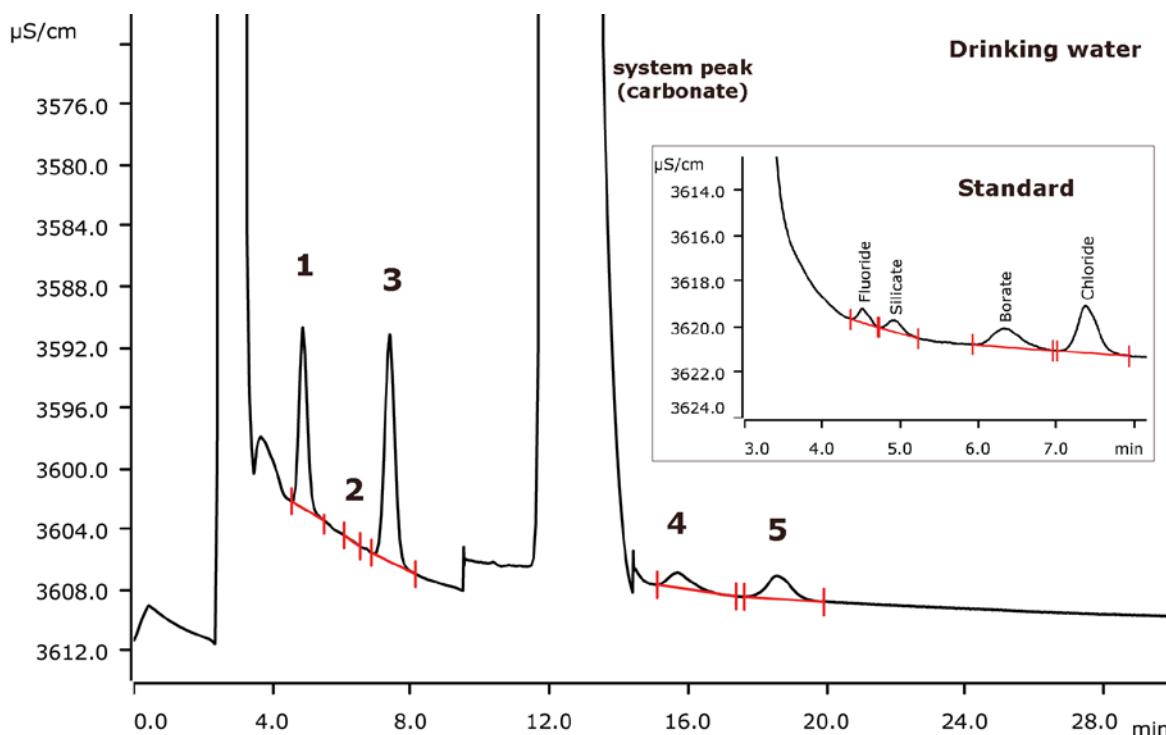 µS/cm
Drinking water
system peak
(carbonate)
3576.0
3580.0
3584.0
3588.0
3592.0
3596.0
3600.0
3604.0
3608.0
3612.0
1
2
3
4
5
0.0 4.0 8.0 12.0 16.0 20.0 24.0 28.0 min
µS/cm
Standard
3614.0
3616.0
3618.0
3620.0
3622.0
3624.0
Fluoride
Silicate
Borate
Chloride
3.0 4.0 5.0 6.0 7.0 min